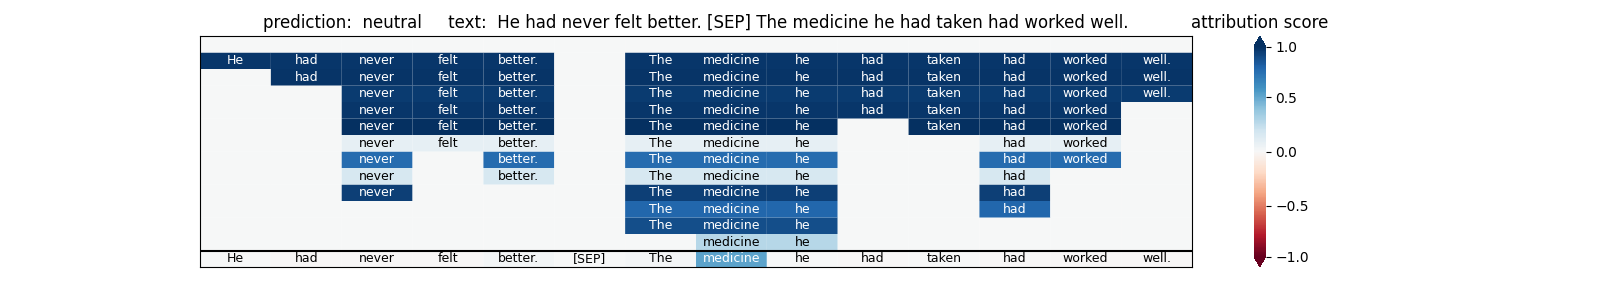 prediction:  neutral     text:  He had never felt better. [SEP] The medicine he had taken had worked well.     attribution score
He had never felt better. The medicine he had taken had worked well.
had never felt better. The medicine he had taken had worked well.
never felt better. The medicine he had taken had worked well.
never felt better. The medicine he had taken had worked
never felt better. The medicine he taken had worked
never felt better. The medicine he had worked
never better. The medicine he had worked
never better. The medicine he had
never The medicine he had
The medicine he had
The medicine he
medicine he
He had never felt better. [SEP] The medicine he had taken had worked well.
1.0
0.5
0.0
−0.5
−1.0